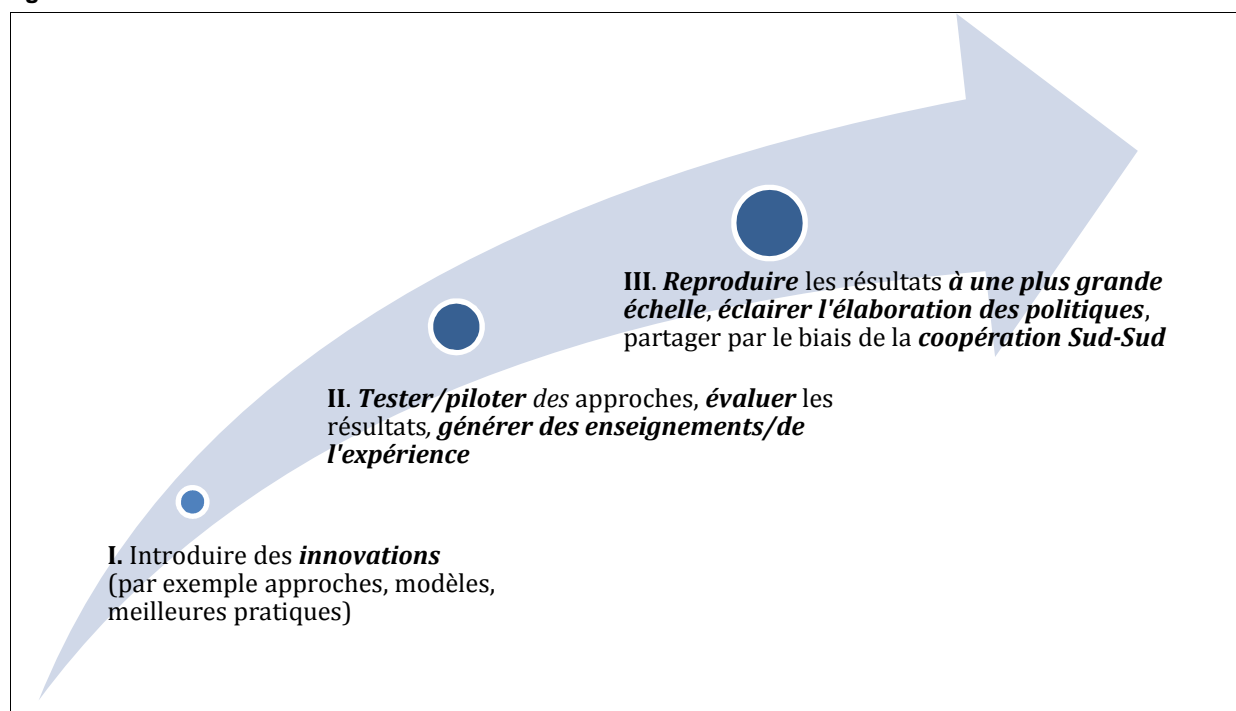 III. Reproduire les résultats à une plus grande
échelle, éclairer l'élaboration des politiques,
partager par le biais de la coopération Sud-Sud
II. Tester/piloter des approches, évaluer les
résultats, générer des enseignements/de
l'expérience
I. Introduire des innovations
(par exemple approches, modèles,
meilleures pratiques)